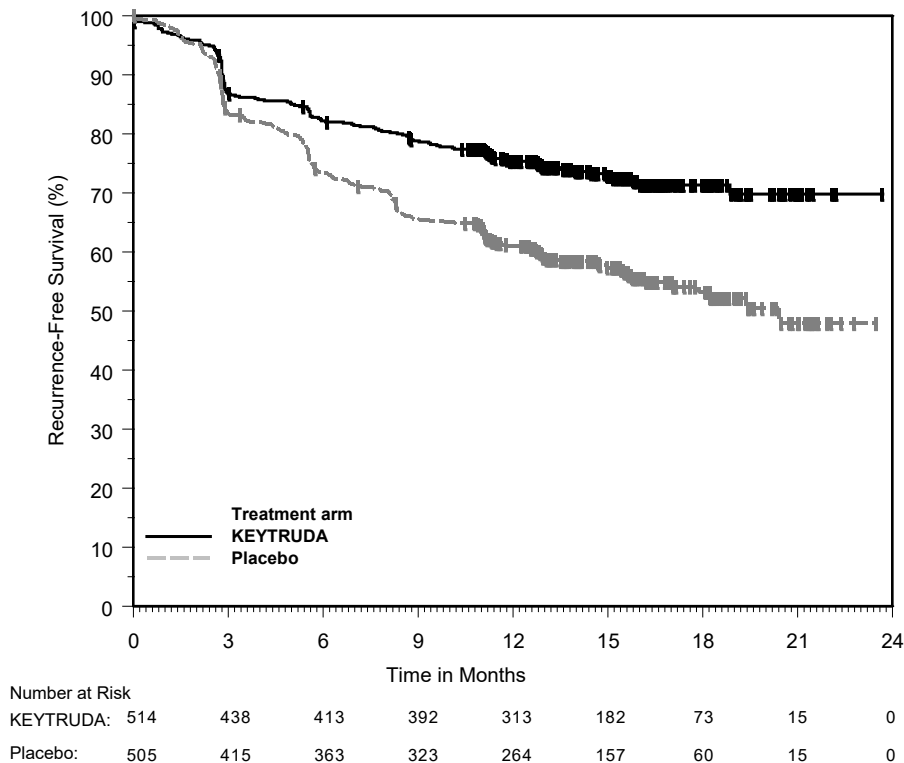 100
90
80
70
60
50
40
30
20
10
0
Recurrence-Free Survival (%)
Treatment arm
KEYTRUDA
Placebo
0 3 6 9 12 15 18 21 24
Time in Months
Number at Risk
KEYTRUDA: 514 438 413 392 313 182 73 15 0
Placebo: 505 415 363 323 264 157 60 15 0